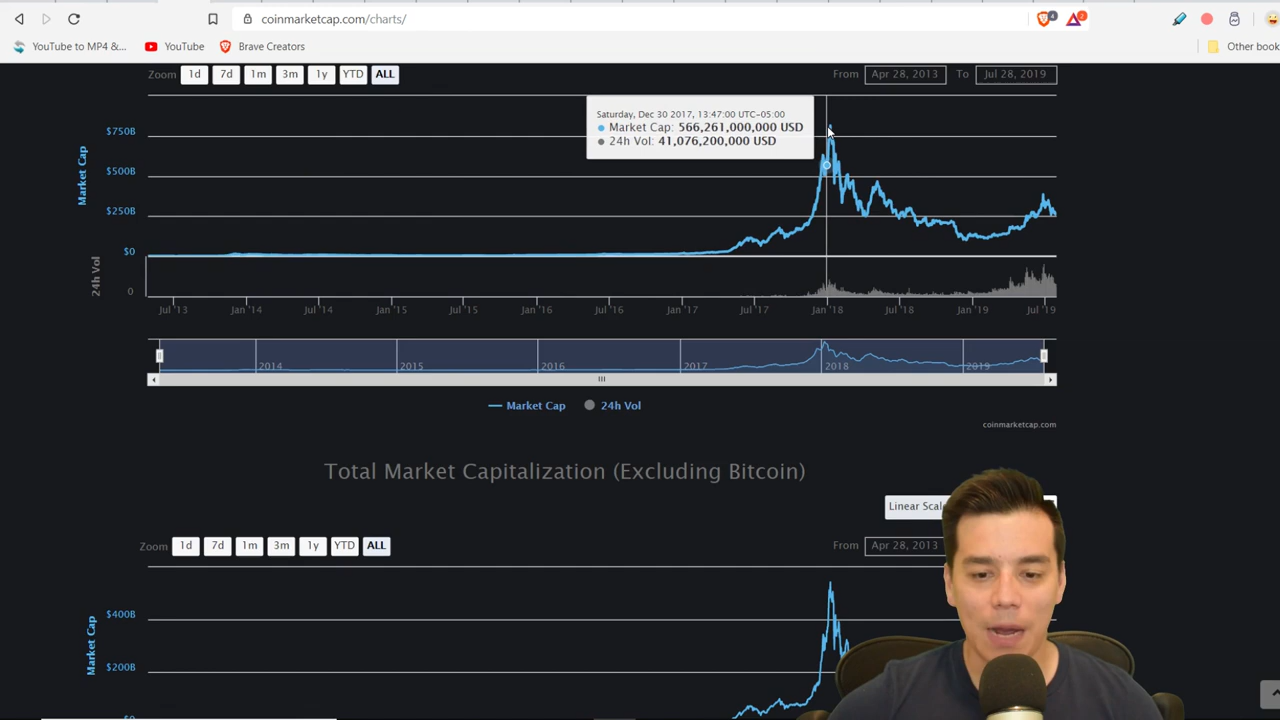 coinmarketcap.com/charts/
4
2
YouTube to MP4 &...
YouTube
Brave Creators
Other book
Zoom 1d 7d 1m 3m 1y YTD ALL
From Apr 28, 2013 To Jul 28, 2019
Saturday, Dec 30 2017, 13:47:00 UTC-05:00
Market Cap: 566,261,000,000 USD
24h Vol: 41,076,200,000 USD
$750B
$500B
$250B
$0
0
Market Cap
24h Vol
Jul '13 Jan '14 Jul '14 Jan '15 Jul '15 Jan '16 Jul '16 Jan '17 Jul '17 Jan '18 Jul '18 Jan '19 Jul '19
2014 2015 2016 2017 2018 2019
Market Cap 24h Vol
coinmarketcap.com
Total Market Capitalization (Excluding Bitcoin)
Linear Scal
Zoom 1d 7d 1m 3m 1y YTD ALL
From Apr 28, 2013
$400B
$200B
Market Cap